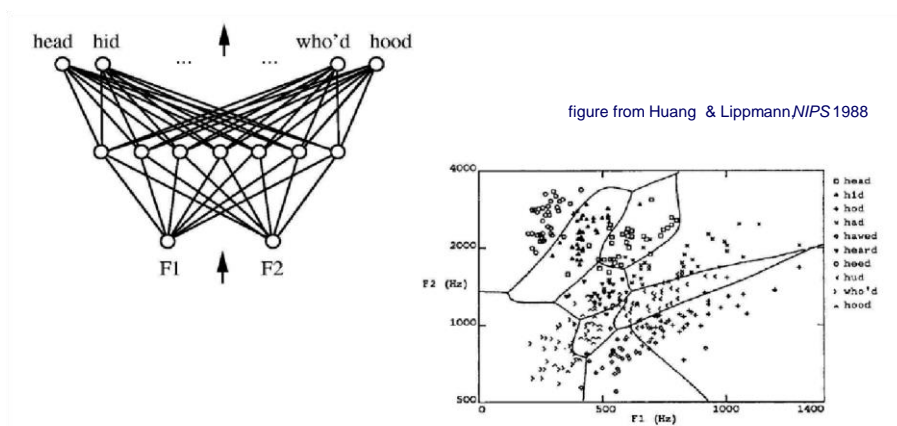 head hid ... ... who'd hood
F1 F2
figure from Huang & Lippmann, NIPS 1988
4000
2000
F2 (Hz)
1000
500
0 500 1000 1400
F1 (Hz)
head
hid
hod
had
hawed
heard
heed
hud
who'd
hood